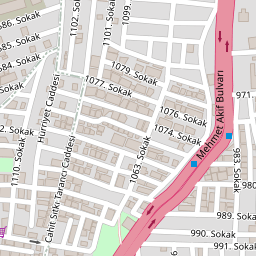 1099.
586. Sokak
1102. Sokak
1101. Sokak
585. Sokak
584. Sokak
1079. Sokak
1077. Sokak
Hürriyet Caddesi
1076. Sokak
1074. Sokak
Mehmet Akif Bulvarı
971.
2. Sokak
Cahit Sıtkı Tarancı Caddesi
1063. Sokak
983. Sokak
1110. Sokak
989. Sokak
990. Sokak
991. Sokak